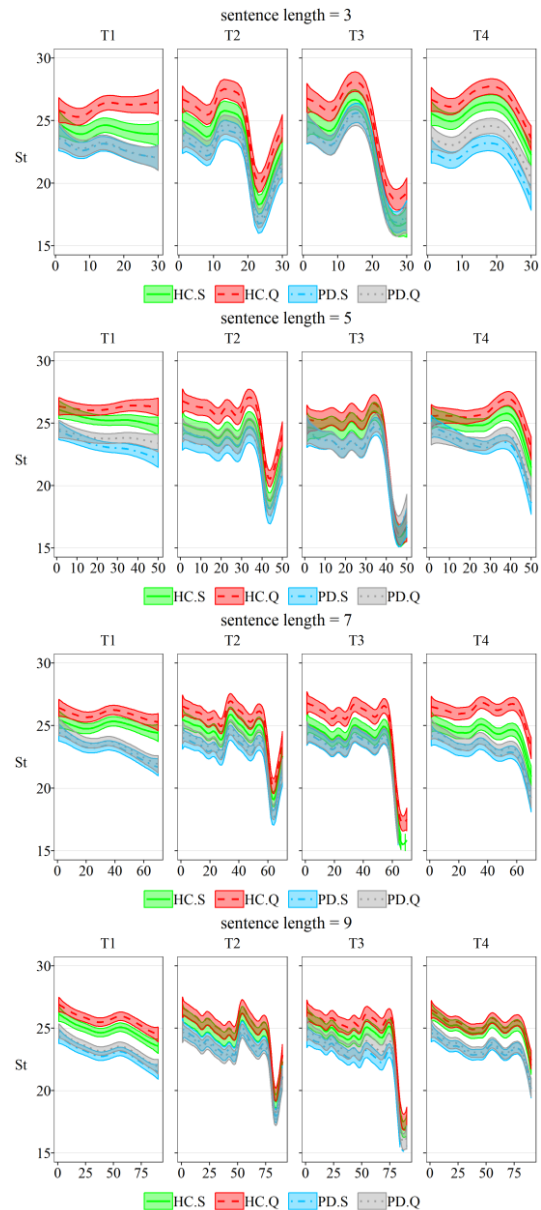 sentence length = 3
T1 T2 T3 T4
30
25
St
20
15
0 10 20 30 0 10 20 30 0 10 20 30 0 10 20 30
HC.S HC.Q PD.S PD.Q
sentence length = 5
T1 T2 T3 T4
30
25
St
20
15
0 10 20 30 40 50 0 10 20 30 40 50 0 10 20 30 40 50 0 10 20 30 40 50
HC.S HC.Q PD.S PD.Q
sentence length = 7
T1 T2 T3 T4
30
25
St
20
15
0 20 40 60 0 20 40 60 0 20 40 60 0 20 40 60
HC.S HC.Q PD.S PD.Q
sentence length = 9
T1 T2 T3 T4
30
25
St
20
15
0 25 50 75 0 25 50 75 0 25 50 75 0 25 50 75
HC.S HC.Q PD.S PD.Q